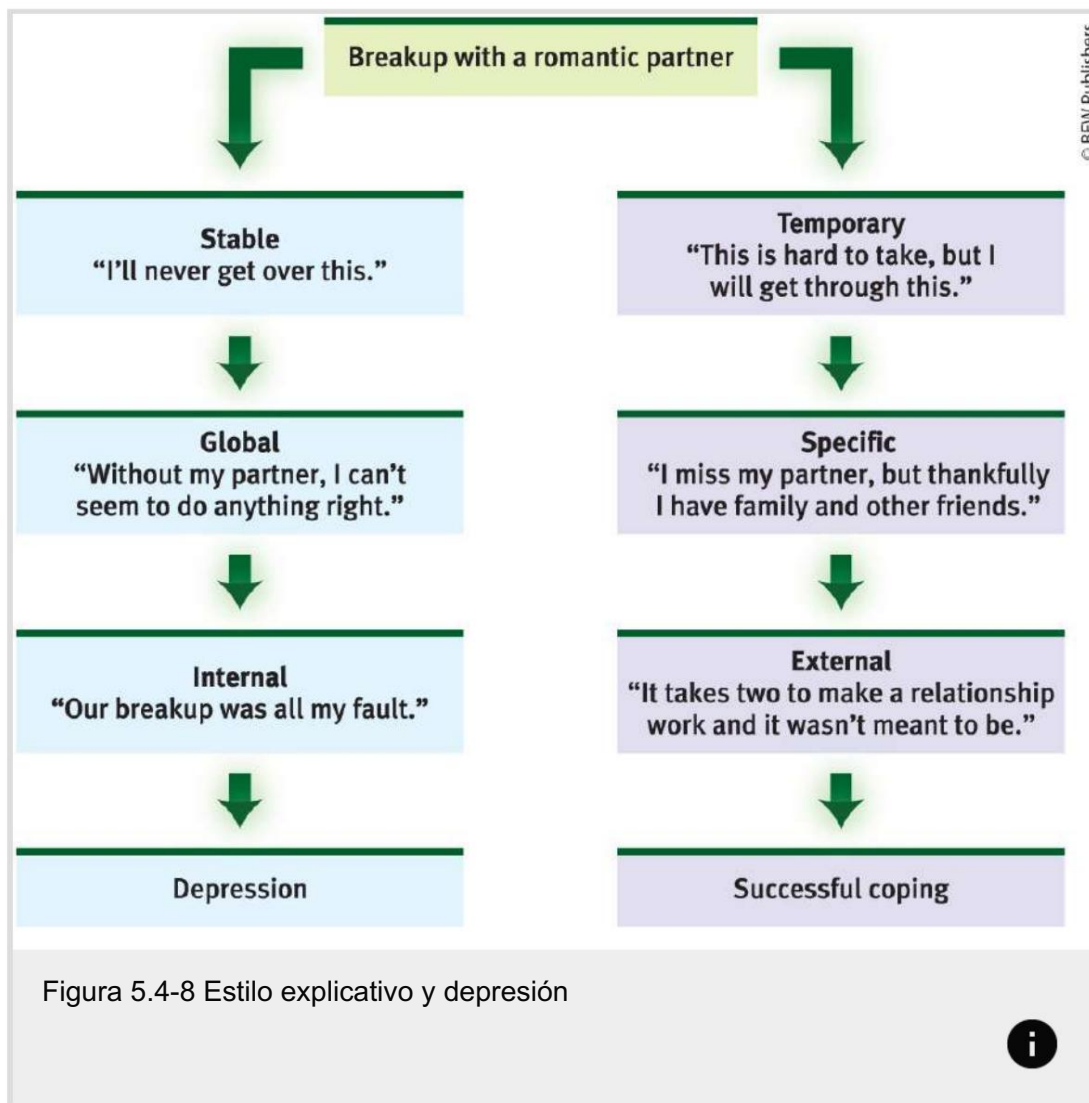 Breakup with a romantic partner
© BFW Publishers
Stable
“I’ll never get over this.”
Global
“Without my partner, I can’t
seem to do anything right.”
Internal
“Our breakup was all my fault.”
Depression
Temporary
“This is hard to take, but I
will get through this.”
Specific
“I miss my partner, but thankfully
I have family and other friends.”
External
“It takes two to make a relationship
work and it wasn’t meant to be.”
Successful coping
Figura 5.4-8 Estilo explicativo y depresión
i